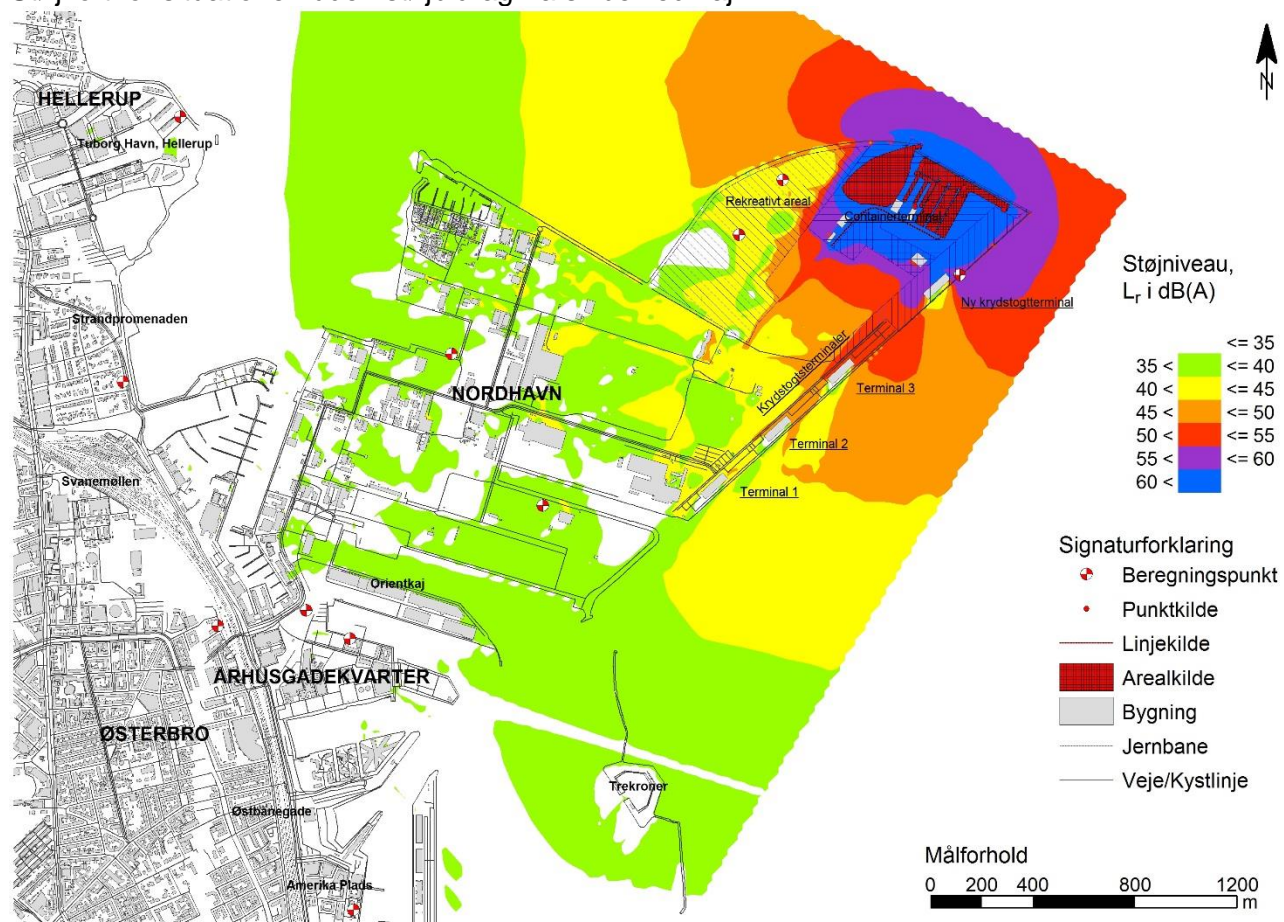 N
HELLERUP
Tuborg Havn, Hellerup
Rekreativt areal
Containerterminal
Ny krydstogtterminal
Støjniveau,
Lr i dB(A)
<= 35
35 < <= 40
40 < <= 45
45 < <= 50
50 < <= 55
55 < <= 60
60 <
Strandpromenaden
NORDHAVN
Krydstogtsterminaler
Terminal 3
Terminal 2
Terminal 1
Svanemøllen
Orientkaj
Signaturforklaring
Beregningspunkt
Punktkilde
Linjekilde
Arealkilde
Bygning
Jernbane
Veje/Kystlinje
ÅRHUSGADEKVARTER
ØSTERBRO
Trekroner
Østbanegade
Amerika Plads
Målforhold
0 200 400 800 1200
m